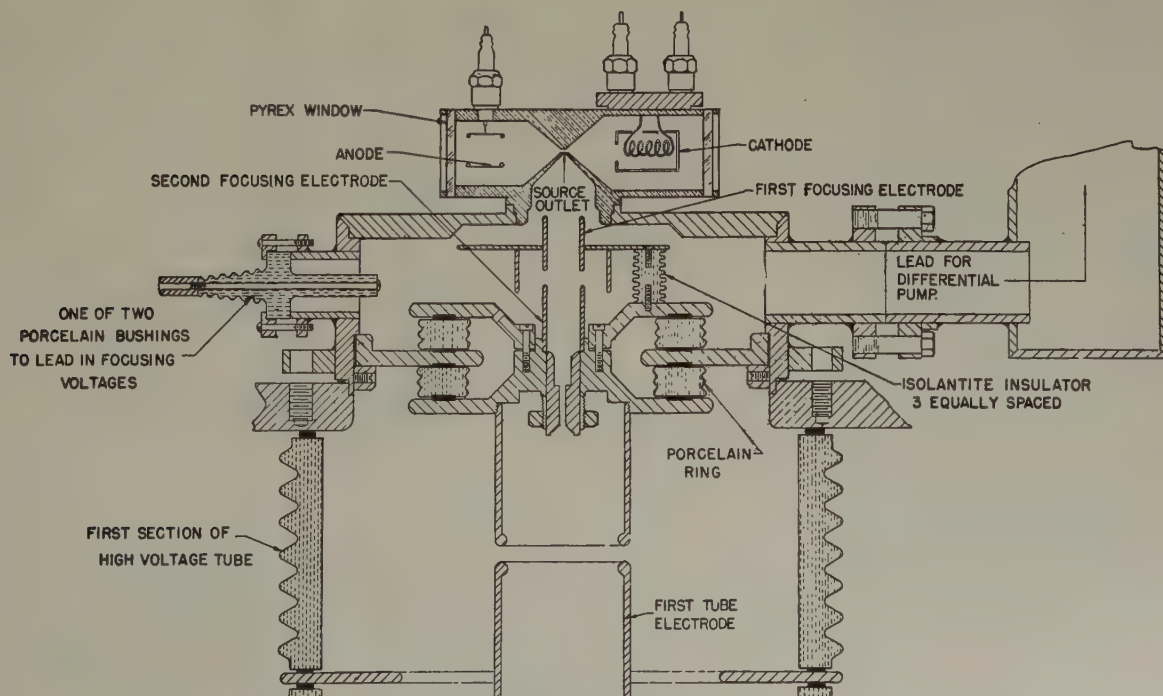 PYREX WINDOW
ANODE
CATHODE
SECOND FOCUSING ELECTRODE
SOURCE
OUTLET
FIRST FOCUSING ELECTRODE
LEAD FOR
DIFFERENTIAL
PUMP.
ONE OF TWO
PORCELAIN BUSHINGS
TO LEAD IN FOCUSING
VOLTAGES
ISOLANTITE INSULATOR
3 EQUALLY SPACED
PORCELAIN
RING
FIRST SECTION OF
HIGH VOLTAGE TUBE
FIRST TUBE
ELECTRODE